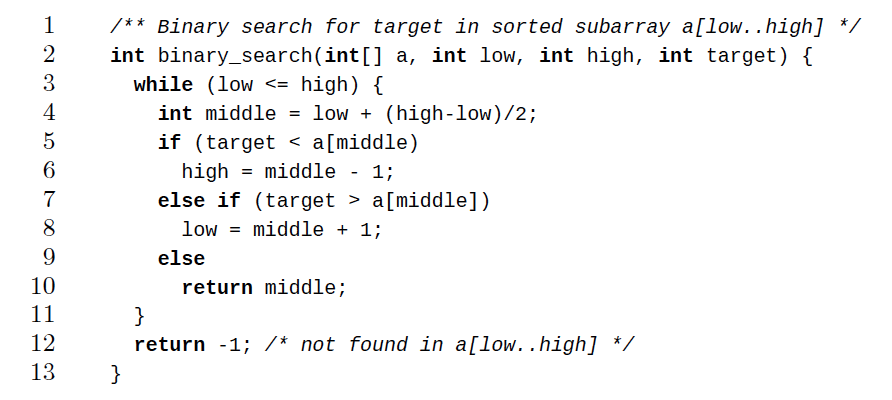 1 /** Binary search for target in sorted subarray a[low..high] */
2 int binary_search(int[] a, int low, int high, int target) {
3 while (low <= high) {
4 int middle = low + (high-low)/2;
5 if (target < a[middle)
6 high = middle - 1;
7 else if (target > a[middle])
8 low = middle + 1;
9 else
10 return middle;
11 }
12 return -1; /* not found in a[low..high] */
13 }